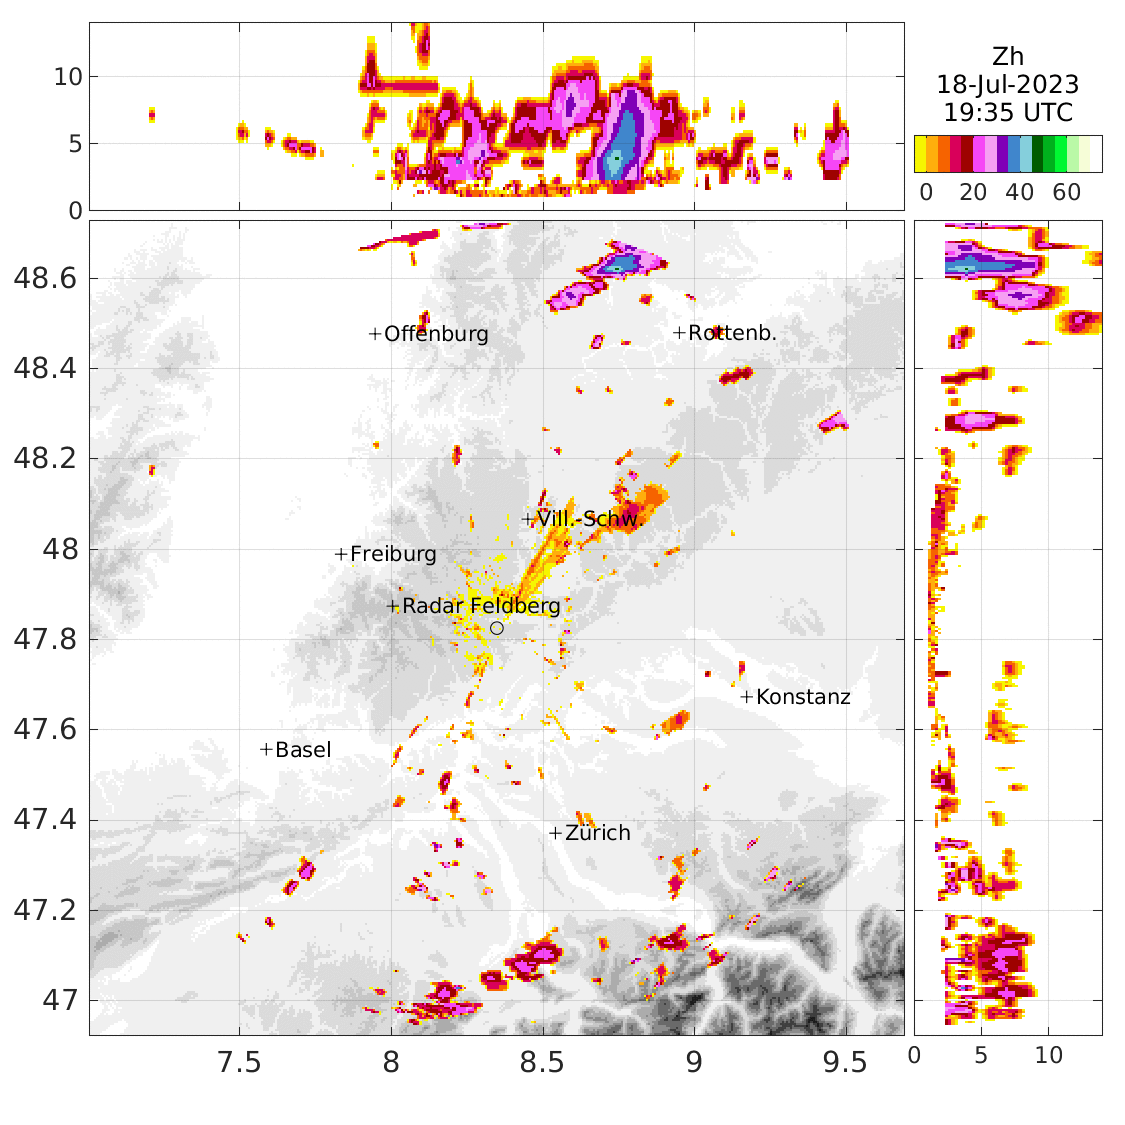 10
5
0
Zh
18-Jul-2023
19:35 UTC
0 20 40 60
48.6
48.4
48.2
48
47.8
47.6
47.4
47.2
47
+Offenburg
+Rottenb.
+Vill.-Schw.
+Freiburg
+Radar Feldberg
+Konstanz
+Basel
+Zürich
7.5 8 8.5 9 9.5
0 5 10